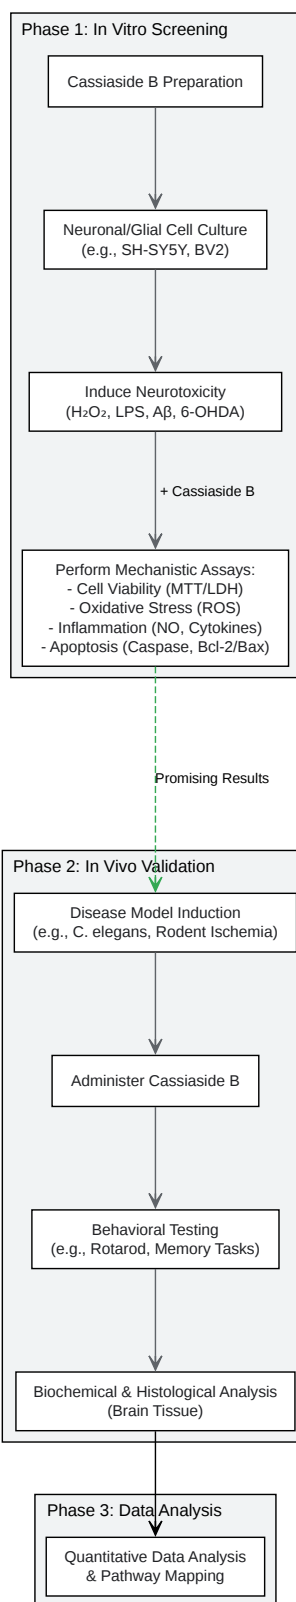 Phase 1: In Vitro Screening
Cassiaside B Preparation
Neuronal/Glial Cell Culture
(e.g., SH-SY5Y, BV2)
Induce Neurotoxicity
(H₂O₂, LPS, Aβ, 6-OHDA)
+ Cassiaside B
Perform Mechanistic Assays:
- Cell Viability (MTT/LDH)
- Oxidative Stress (ROS)
- Inflammation (NO, Cytokines)
- Apoptosis (Caspase, Bcl-2/Bax)
Promising Results
Phase 2: In Vivo Validation
Disease Model Induction
(e.g., C. elegans, Rodent Ischemia)
Administer Cassiaside B
Behavioral Testing
(e.g., Rotarod, Memory Tasks)
Biochemical & Histological Analysis
(Brain Tissue)
Phase 3: Data Analysis
Quantitative Data Analysis
& Pathway Mapping